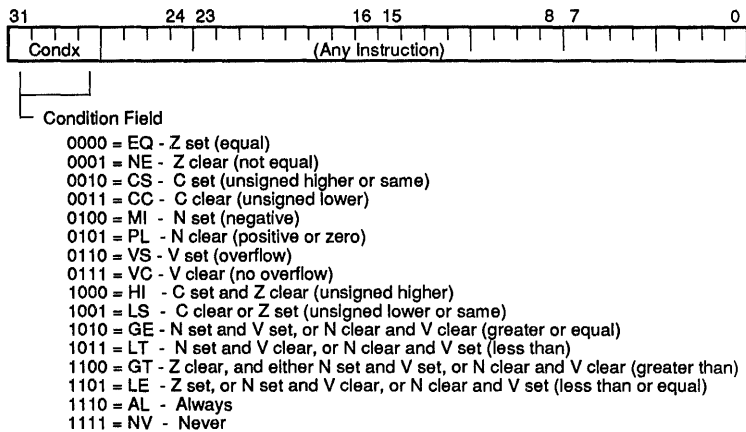 31 24 23 16 15 8 7 0
Condx (Any Instruction)
Condition Field
0000 = EQ - Z set (equal)
0001 = NE - Z clear (not equal)
0010 = CS - C set (unsigned higher or same)
0011 = CC - C clear (unsigned lower)
0100 = MI - N set (negative)
0101 = PL - N clear (positive or zero)
0110 = VS - V set (overflow)
0111 = VC - V clear (no overflow)
1000 = HI - C set and Z clear (unsigned higher)
1001 = LS - C clear or Z set (unsigned lower or same)
1010 = GE - N set and V set, or N clear and V clear (greater or equal)
1011 = LT - N set and V clear, or N clear and V set (less than)
1100 = GT - Z clear, and either N set and V set, or N clear and V clear (greater than)
1101 = LE - Z set, or N set and V clear, or N clear and V set (less than or equal)
1110 = AL - Always
1111 = NV - Never